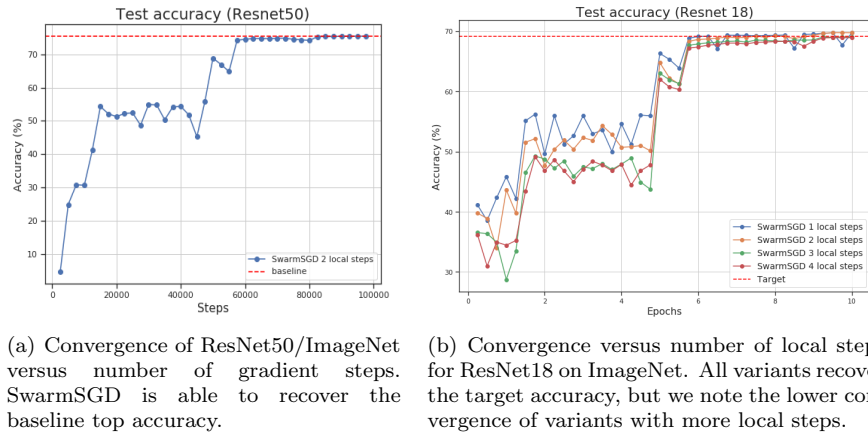 Test accuracy (Resnet50)
Accuracy (%)
70
60
50
40
30
20
10
0
20000
40000
60000
80000
100000
Steps
SwarmSGD 2 local steps
baseline
(a) Convergence of ResNet50/ImageNet
versus number of gradient steps.
SwarmSGD is able to recover the
baseline top accuracy.
Test accuracy (Resnet 18)
Accuracy (%)
70
60
50
40
30
0
2
4
6
8
10
Epochs
SwarmSGD 1 local steps
SwarmSGD 2 local steps
SwarmSGD 3 local steps
SwarmSGD 4 local steps
Target
(b) Convergence versus number of local step
for ResNet18 on ImageNet. All variants recove
the target accuracy, but we note the lower con
vergence of variants with more local steps.